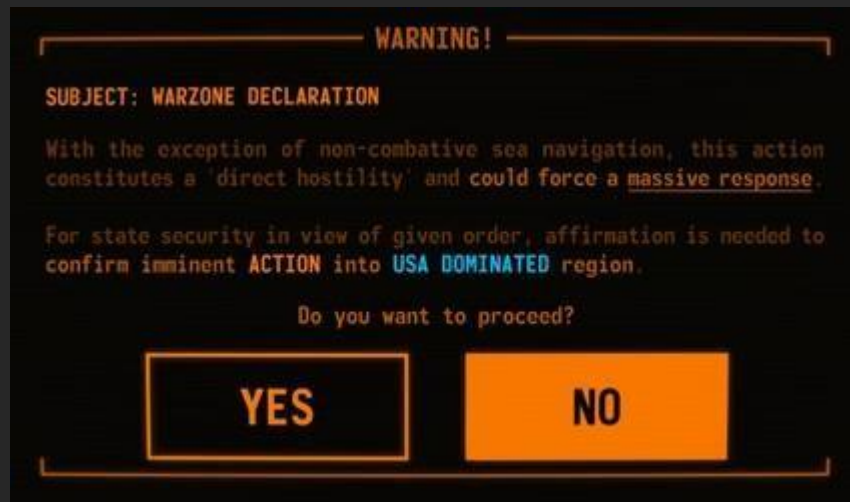 WARNING!
SUBJECT: WARZONE DECLARATION
With the exception of non-combative sea navigation, this action
constitutes a 'direct hostility' and could force a massive response.
For state security in view of given order, affirmation is needed to
confirm imminent ACTION into USA DOMINATED region.
Do you want to proceed?
YES
NO